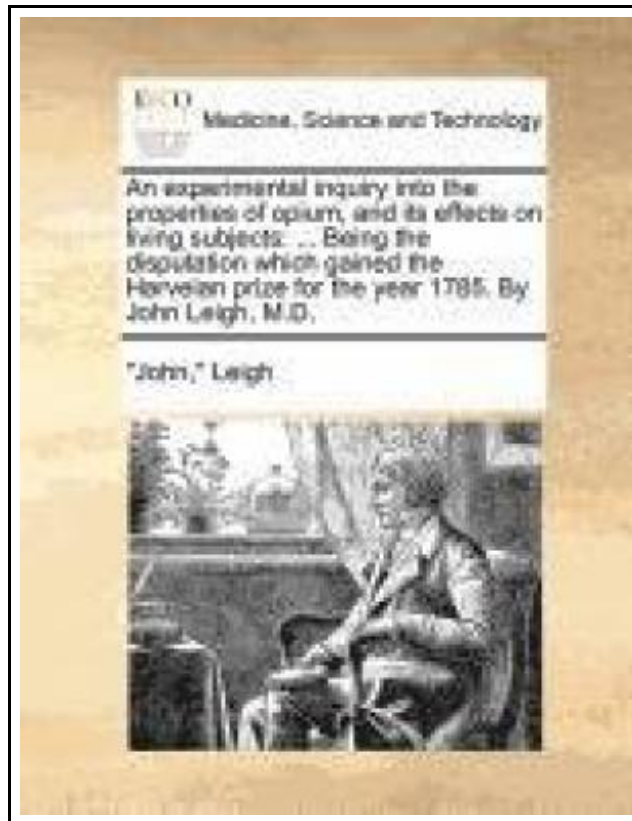 ECCO
Medicine, Science and Technology
An experimental inquiry into the
properties of opium, and its effects on
living subjects: ... Being the
disputation which gained the
Harveian prize for the year 1785. By
John Leigh, M.D.
"John," Leigh